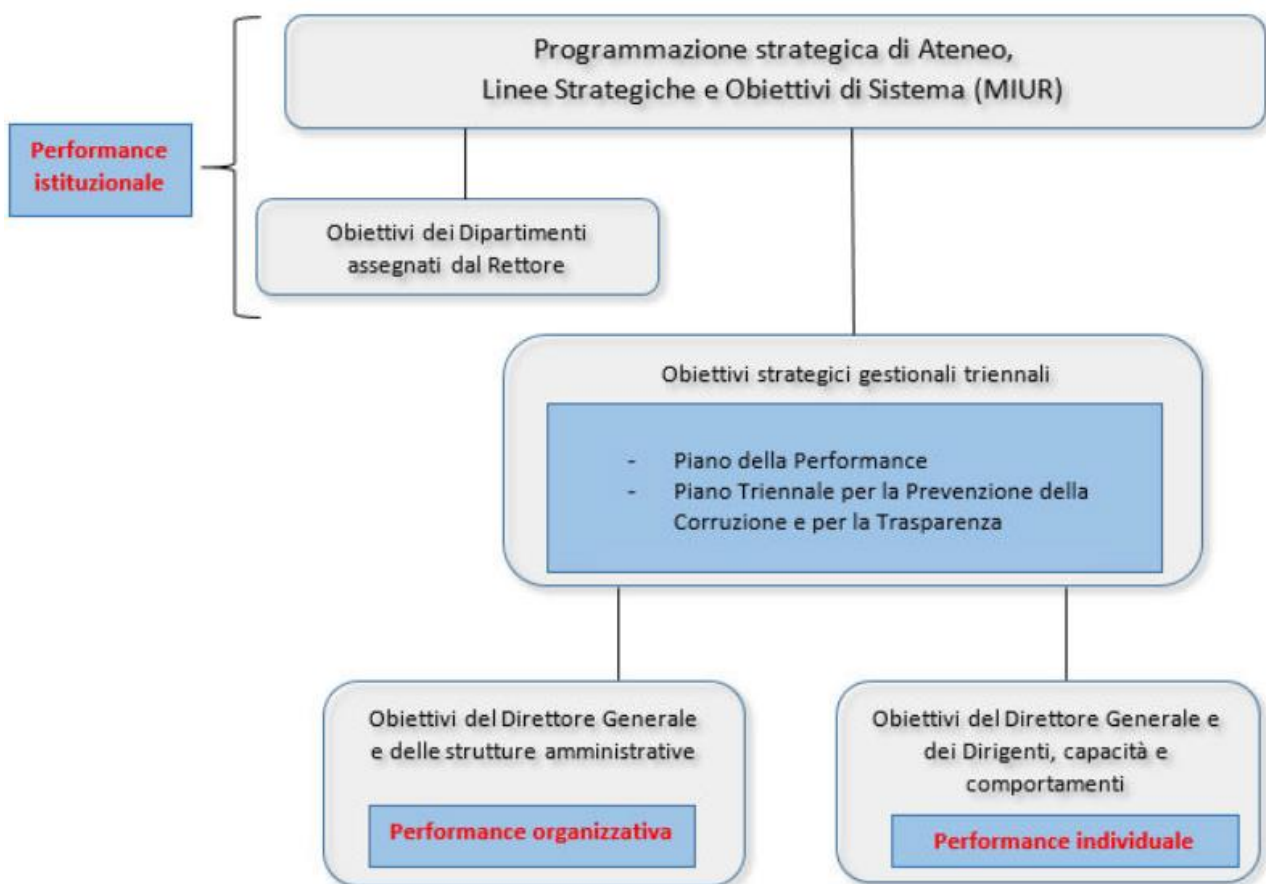 Programmazione strategica di Ateneo,
Linee Strategiche e Obiettivi di Sistema (MIUR)
Performance
istituzionale
Obiettivi dei Dipartimenti
assegnati dal Rettore
Obiettivi strategici gestionali triennali
- Piano della Performance
- Piano Triennale per la Prevenzione della
Corruzione e per la Trasparenza
Obiettivi del Direttore Generale
e delle strutture amministrative
Performance organizzativa
Obiettivi del Direttore Generale e
dei Dirigenti, capacità e
comportamenti
Performance individuale